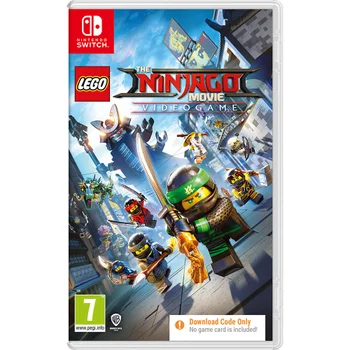 NINTENDO
SWITCH
LEGO
THE
NINJAGO
MOVIE
VIDEOGAME
7
www.pegi.info
WB
Download Code Only
No game card is included!